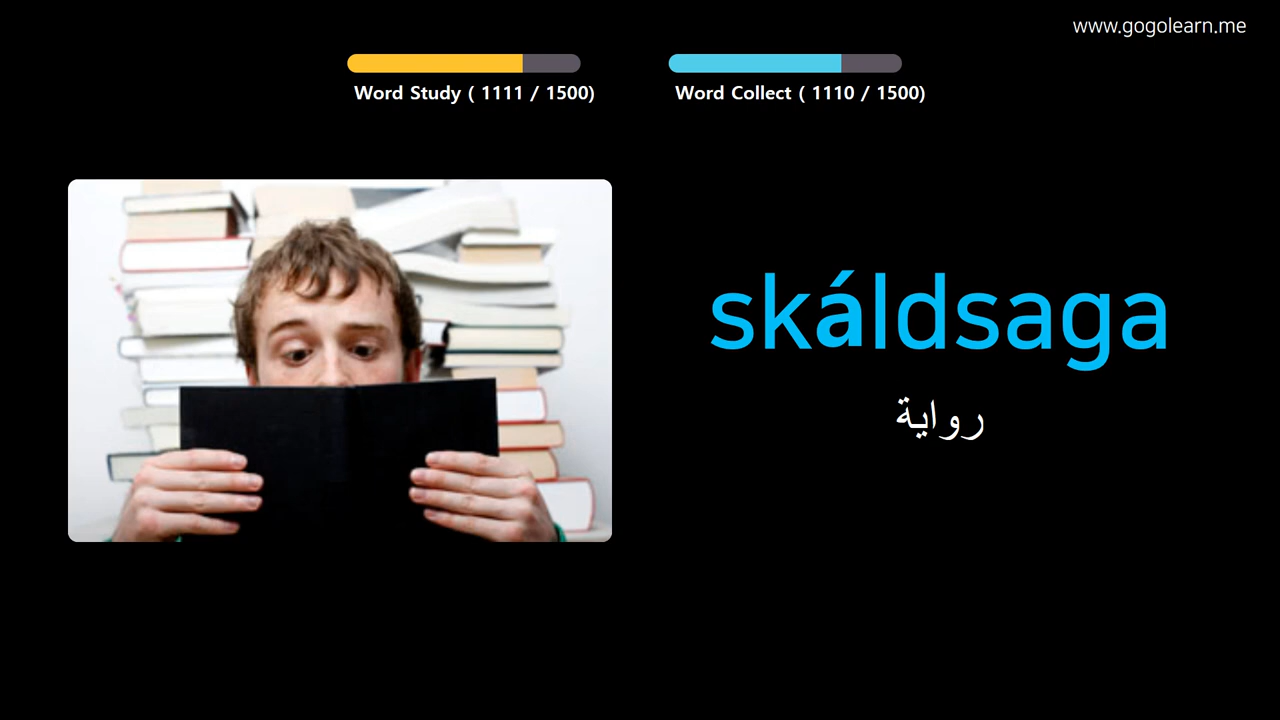 www.gogolearn.me
Word Study ( 1111 / 1500)
Word Collect ( 1110 / 1500)
skáldsaga
رواية